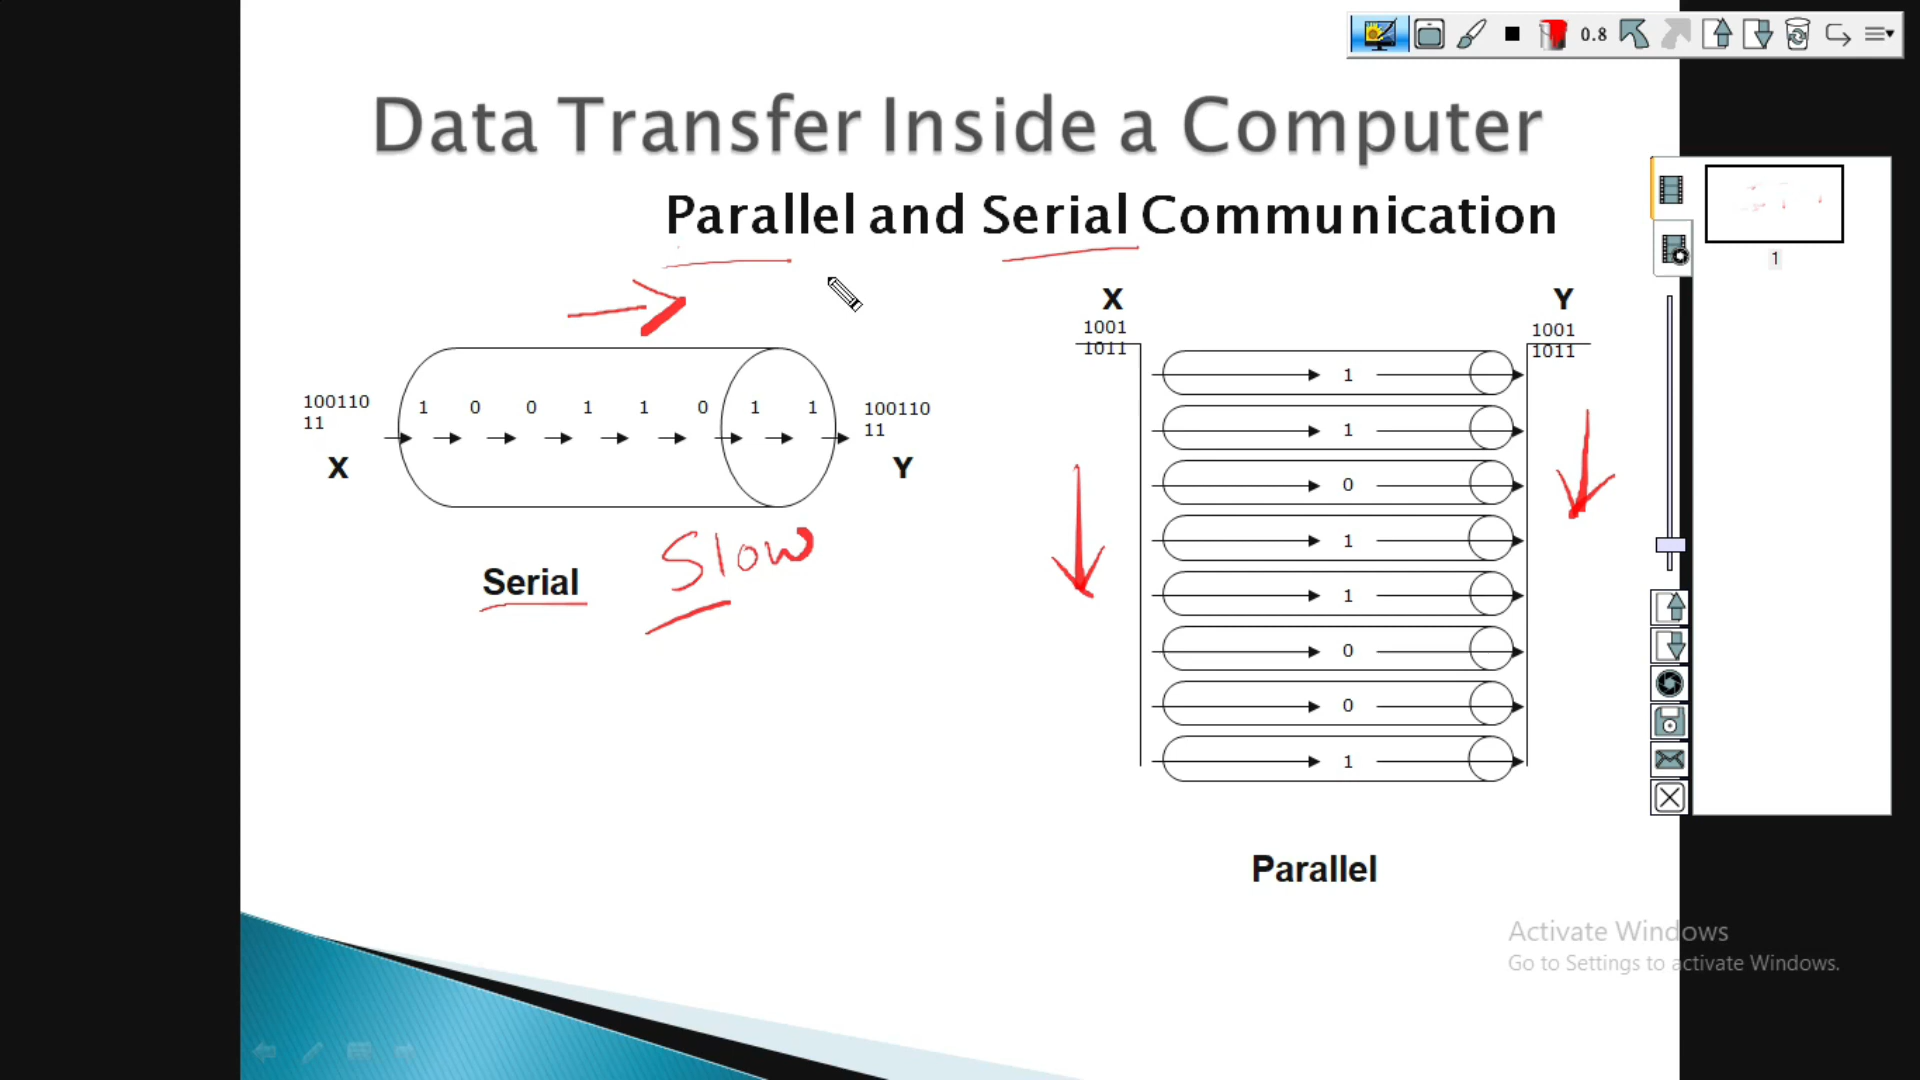 0.8
Data Transfer Inside a Computer
Parallel and Serial Communication
1
100110
11
X
1 0 0 1 1 0 1 1
100110
11
Y
Serial
Slow
X
1001
1011
Y
1001
1011
1
1
0
1
1
0
0
1
Parallel
Activate Windows
Go to Settings to activate Windows.